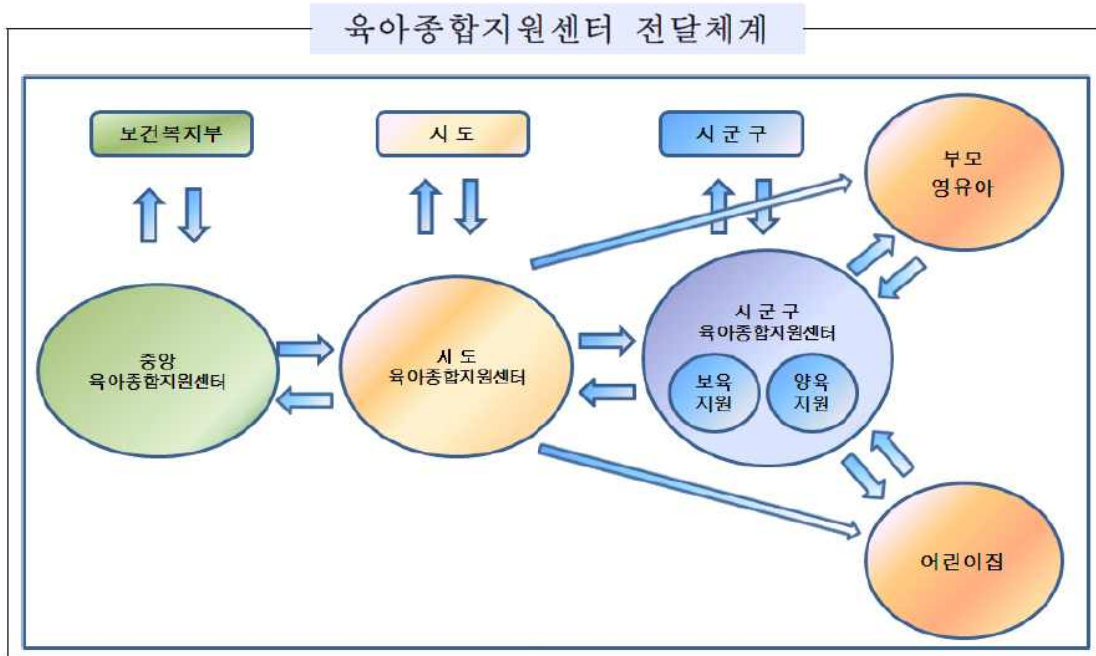 육아종합지원센터 전달체계
보건복지부
시 도
시 군 구
부모
영유아
중앙
육아종합지원센터
시 도
육아종합지원센터
시 군 구
육아종합지원센터
보육
지원
양육
지원
어린이집